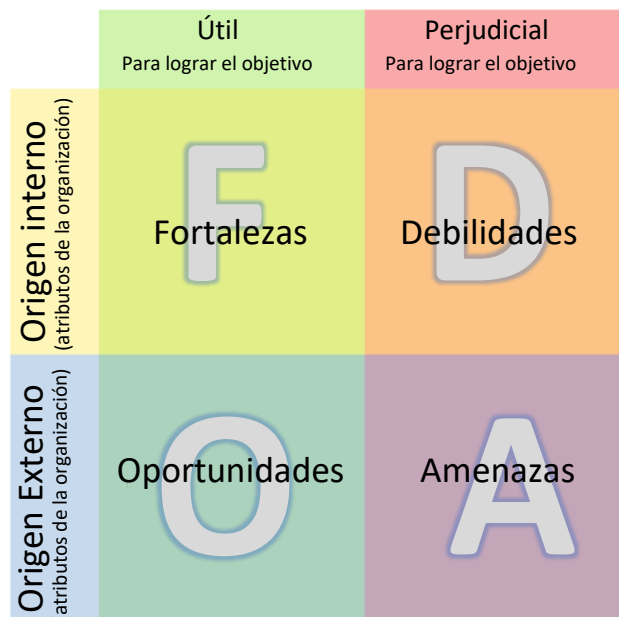 Útil
Para lograr el objetivo
Perjudicial
Para lograr el objetivo
Origen interno
(atributos de la organización)
F
Fortalezas
D
Debilidades
Origen Externo
(atributos de la organización)
O
Oportunidades
A
Amenazas